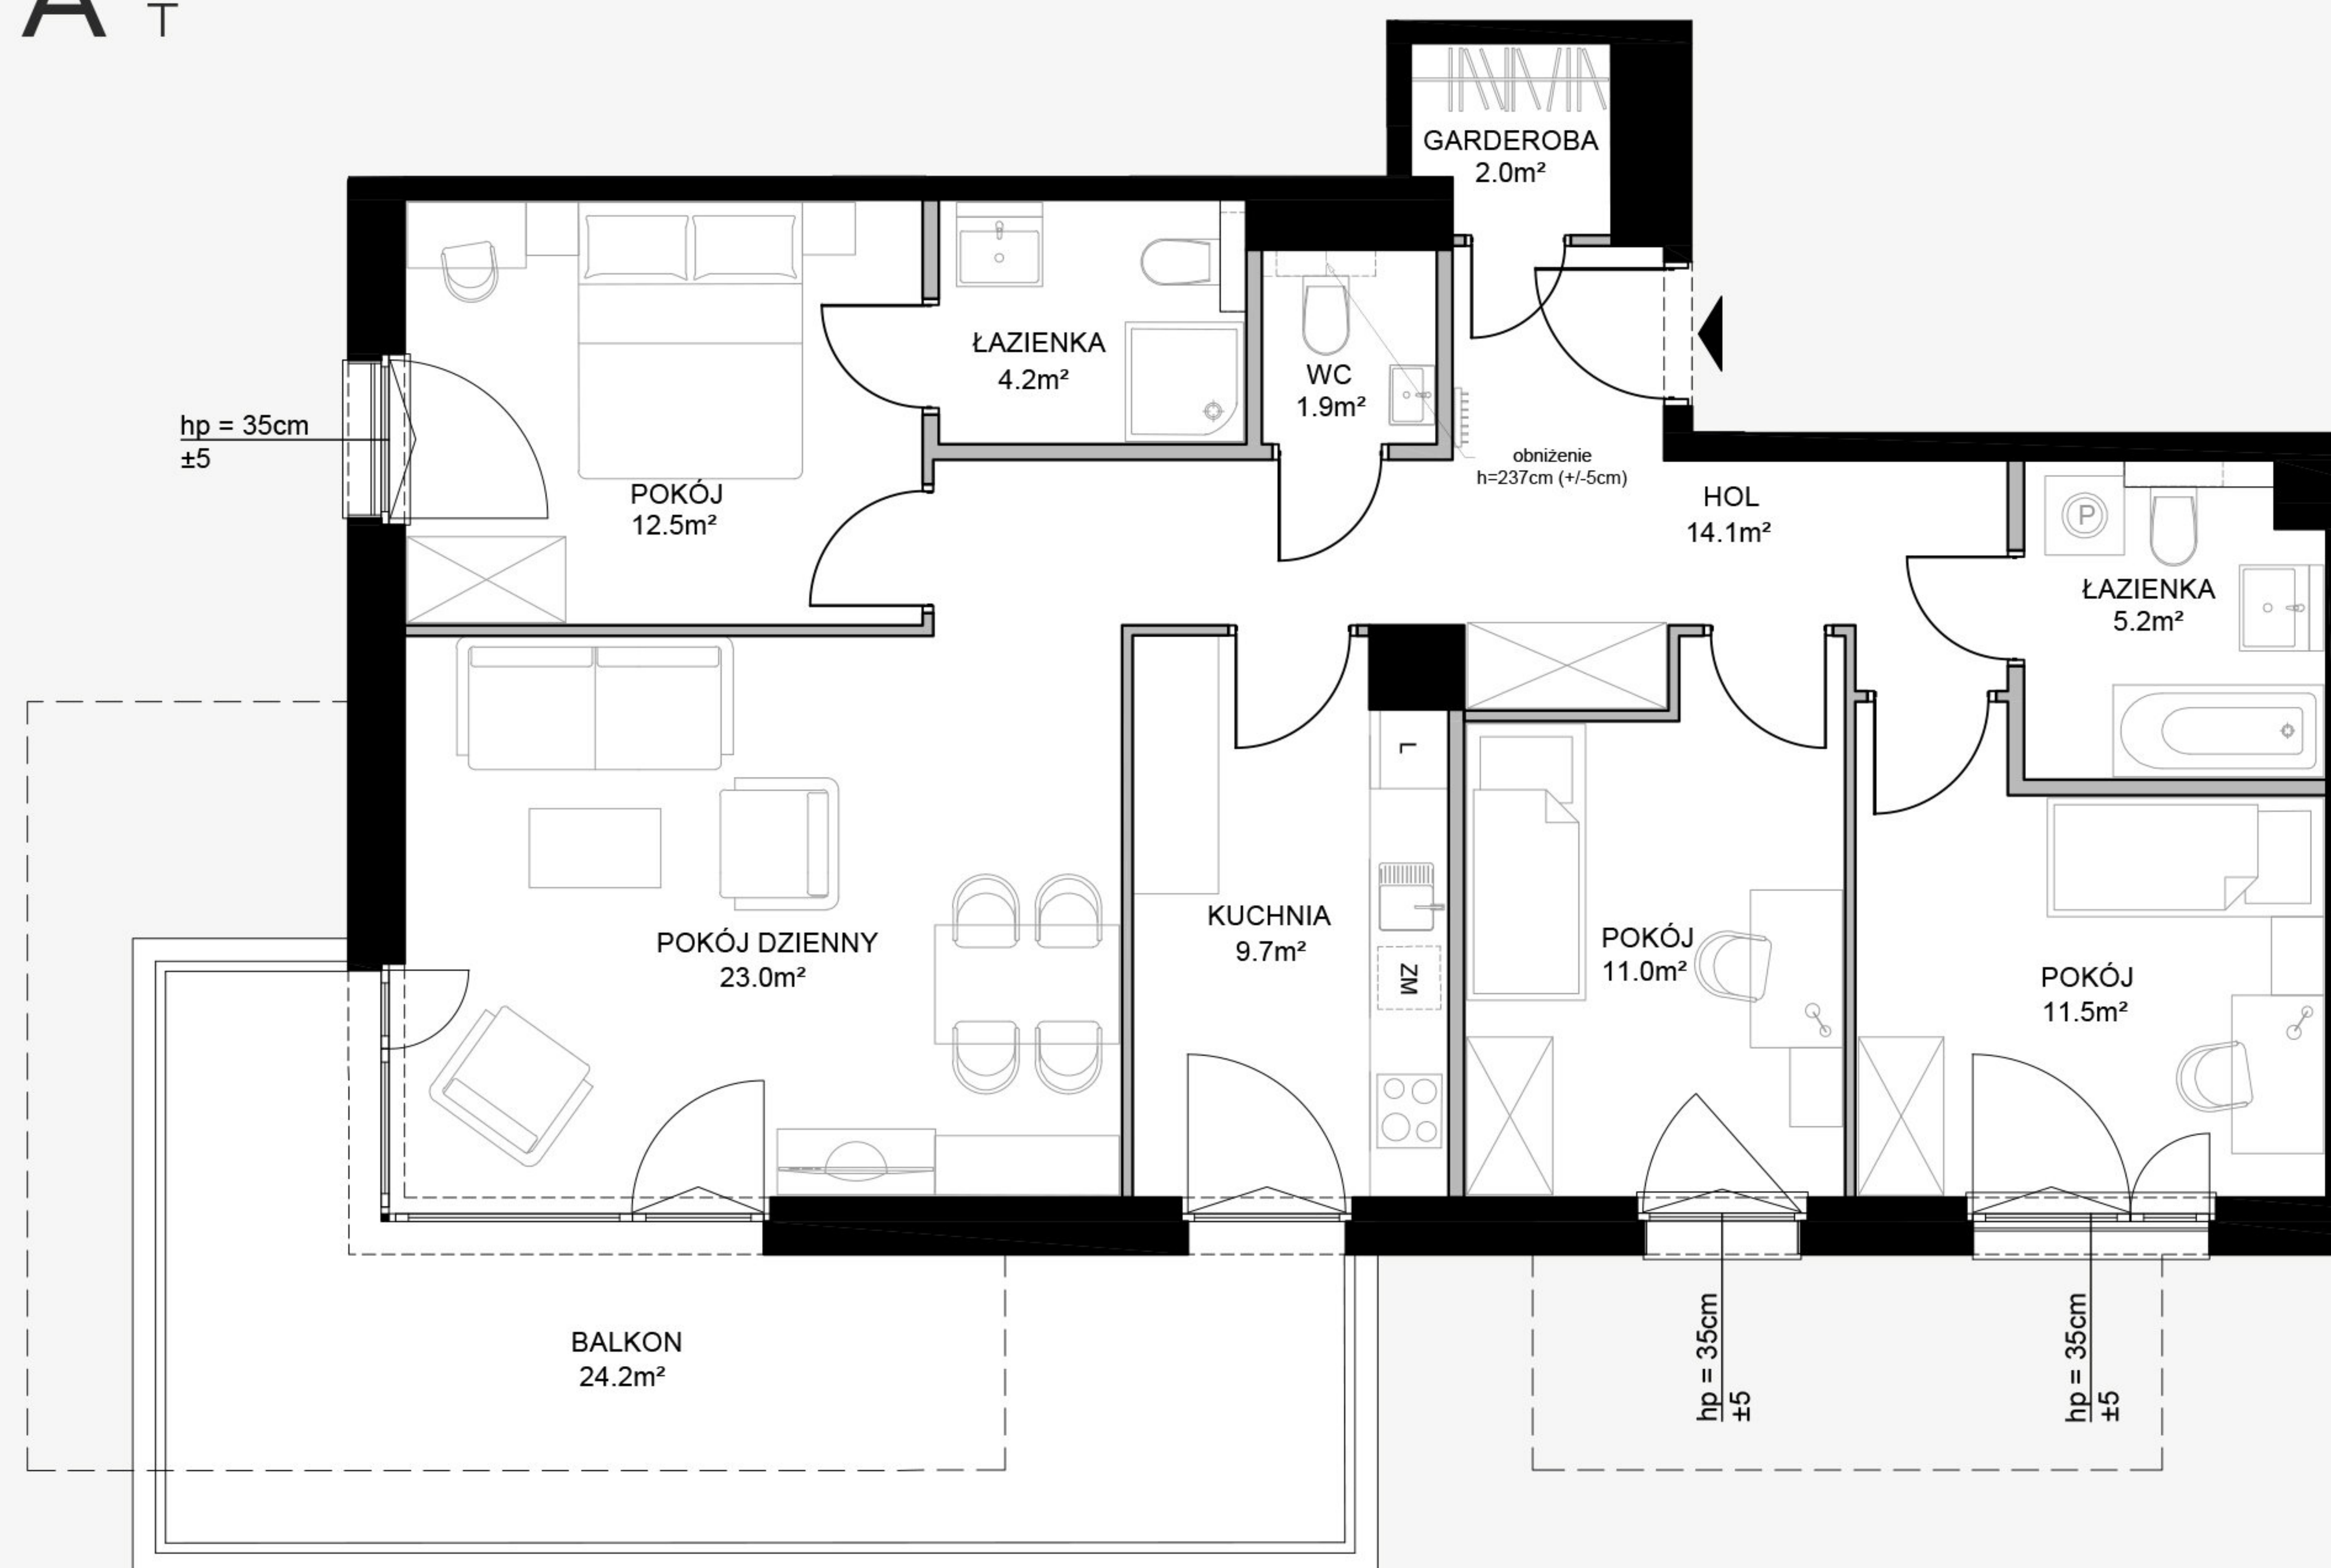 A
T
GARDEROBA
2.0m²
ŁAZIENKA
4.2m²
WC
1.9m²
hp = 35cm
±5
obniżenie
h=237cm (+/-5cm)
POKÓJ
12.5m²
HOL
14.1m²
P
ŁAZIENKA
5.2m²
L
KUCHNIA
9.7m²
POKÓJ DZIENNY
23.0m²
ZM
POKÓJ
11.0m²
POKÓJ
11.5m²
BALKON
24.2m²
hp = 35cm
±5
hp = 35cm
±5